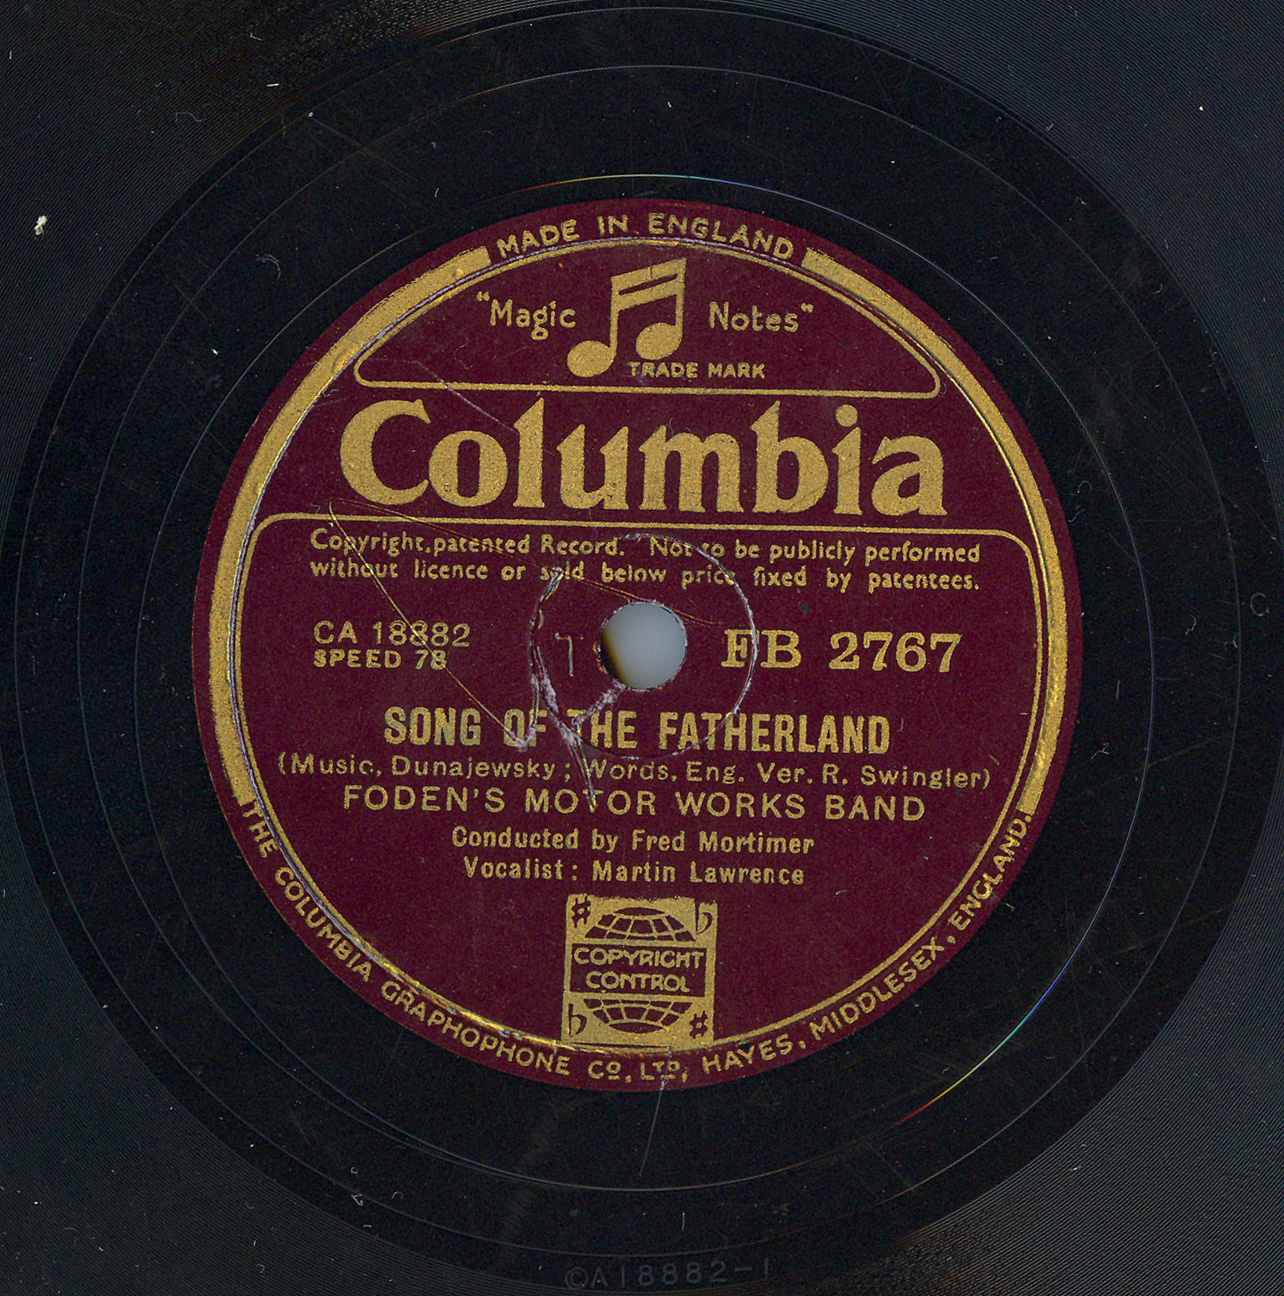 MADE IN ENGLAND
"Magic Notes"
TRADE MARK
Columbia
Copyright.patented Record. Not to be publicly performed
without licence or sold below price fixed by patentees.
CA 18882
SPEED 78
FB 2767
SONG OF THE FATHERLAND
(Music, Dunajewsky; Words, Eng. Ver. R. Swingler)
FODEN'S MOTOR WORKS BAND
Conducted by Fred Mortimer
Vocalist: Martin Lawrence
COPYRIGHT
CONTROL
THE COLUMBIA GRAPHOPHONE Cº, LTᴰ, HAYES, MIDDLESEX, ENGLAND.
CA18882-1